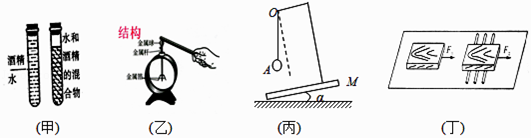 酒精
水
水和
酒精
的混
合物
(甲)
结构
金属球
金属杆
金属箔
(乙)
O
A
M
a
(丙)
F₁
F₂
(丁)